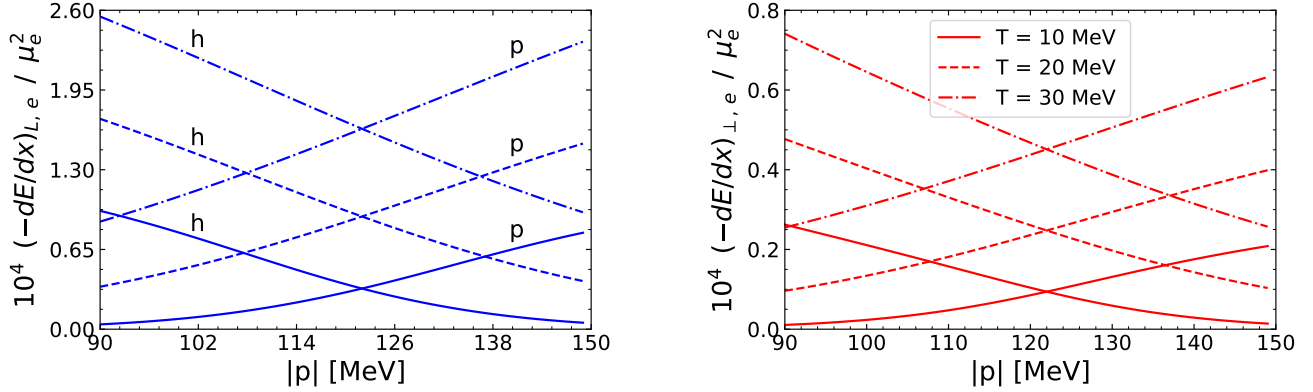 10⁴ (−dE/dx)L, e / μe²
2.60
1.95
1.30
0.65
0.00
h
h
h
p
p
p
90 102 114 126 138 150
|p| [MeV]
10⁴ (−dE/dx)⊥, e / μe²
0.8
0.6
0.4
0.2
0.0
T = 10 MeV
T = 20 MeV
T = 30 MeV
90 100 110 120 130 140 150
|p| [MeV]